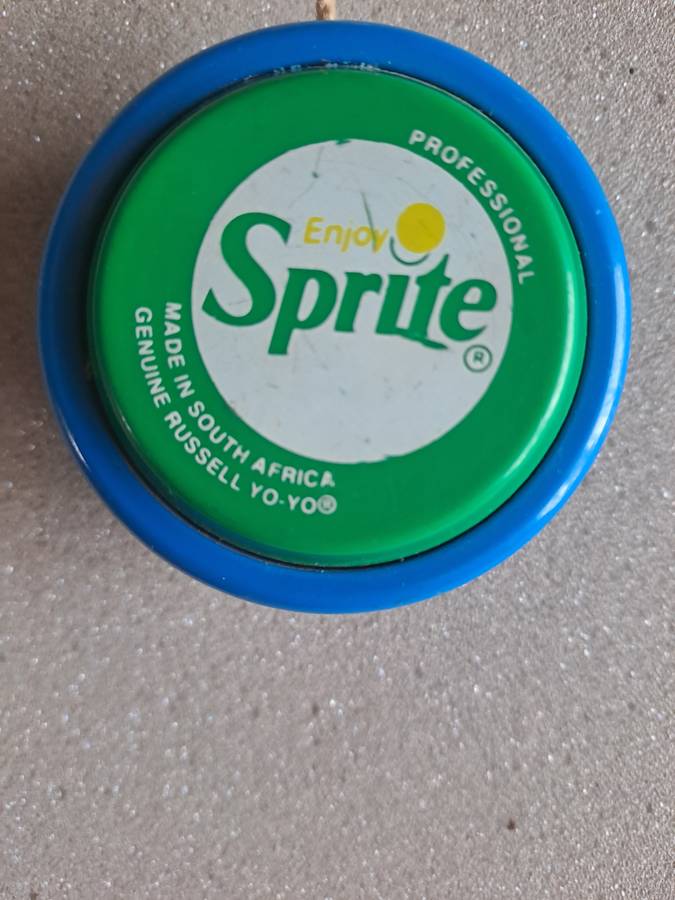 PROFESSIONAL
Enjoy
Sprite®
MADE IN SOUTH AFRICA
GENUINE RUSSELL YO-YO®